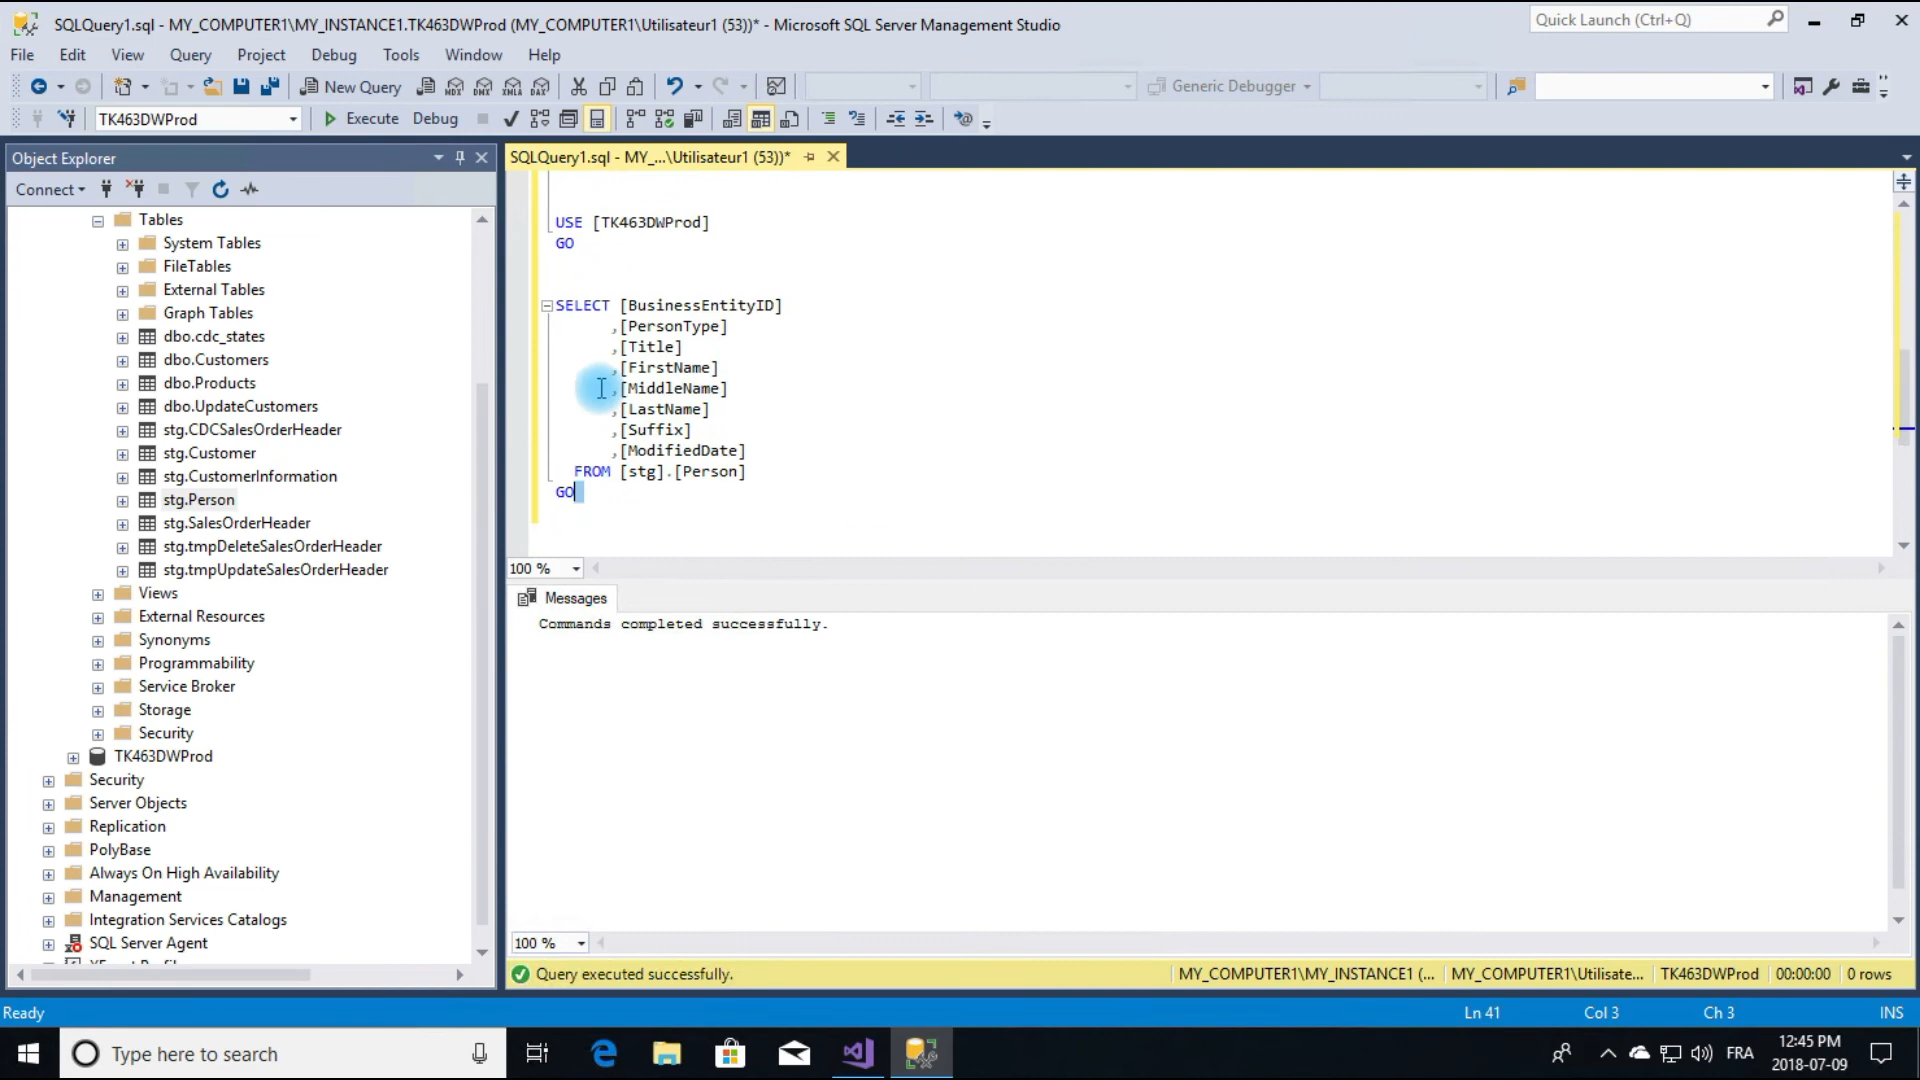 SQLQuery1.sql - MY_COMPUTER1\MY_INSTANCE1.TK463DWProd (MY_COMPUTER1\Utilisateur1 (53))* - Microsoft SQL Server Management Studio
Quick Launch (Ctrl+Q)
File Edit View Query Project Debug Tools Window Help
New Query
MDX DMX XMLA DAX
Generic Debugger
TK463DWProd
Execute Debug
Object Explorer
SQLQuery1.sql - MY_...\Utilisateur1 (53))*
Connect
Tables
System Tables
FileTables
External Tables
Graph Tables
dbo.cdc_states
dbo.Customers
dbo.Products
dbo.UpdateCustomers
stg.CDCSalesOrderHeader
stg.Customer
stg.CustomerInformation
stg.Person
stg.SalesOrderHeader
stg.tmpDeleteSalesOrderHeader
stg.tmpUpdateSalesOrderHeader
Views
External Resources
Synonyms
Programmability
Service Broker
Storage
Security
TK463DWProd
Security
Server Objects
Replication
PolyBase
Always On High Availability
Management
Integration Services Catalogs
SQL Server Agent
USE [TK463DWProd]
GO
SELECT [BusinessEntityID]
,[PersonType]
,[Title]
,[FirstName]
,[MiddleName]
,[LastName]
,[Suffix]
,[ModifiedDate]
FROM [stg].[Person]
GO
100 %
Messages
Commands completed successfully.
100 %
Query executed successfully.
MY_COMPUTER1\MY_INSTANCE1 (... MY_COMPUTER1\Utilisate... TK463DWProd 00:00:00 0 rows
Ready
Ln 41 Col 3 Ch 3 INS
Type here to search
FRA
12:45 PM
2018-07-09